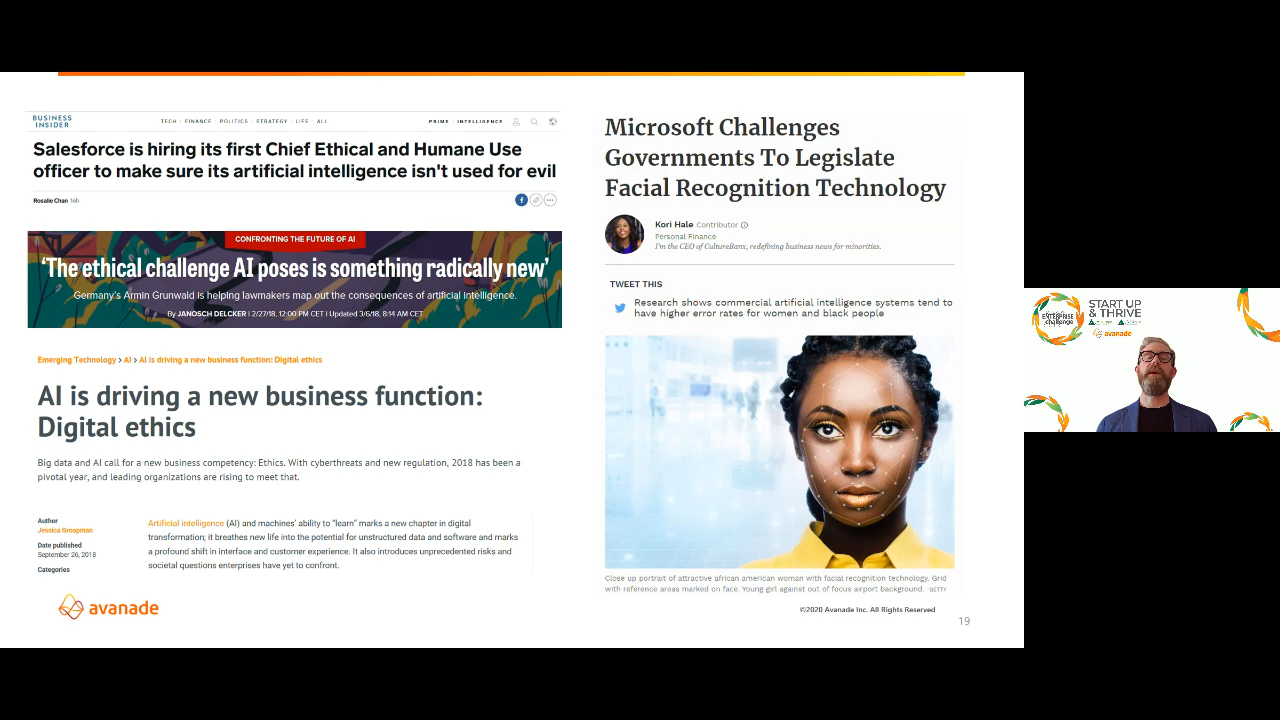 BUSINESS
INSIDER
TECH FINANCE POLITICS STRATEGY LIFE ALL
PRIME INTELLIGENCE
Salesforce is hiring its first Chief Ethical and Humane Use
officer to make sure its artificial intelligence isn't used for evil
Rosalie Chan 16h
CONFRONTING THE FUTURE OF AI
‘The ethical challenge AI poses is something radically new’
Germany's Armin Grunwald is helping lawmakers map out the consequences of artificial intelligence.
By JANOSCH DELCKER | 2/27/18, 12:00 PM CET | Updated 3/6/18, 8:14 AM CET
Emerging Technology > AI > AI is driving a new business function: Digital ethics
AI is driving a new business function:
Digital ethics
Big data and AI call for a new business competency: Ethics. With cyberthreats and new regulation, 2018 has been a
pivotal year, and leading organizations are rising to meet that.
Author
Jessica Groopman
Date published
September 26, 2018
Categories
Artificial intelligence (AI) and machines' ability to "learn" marks a new chapter in digital
transformation; it breathes new life into the potential for unstructured data and software and marks
a profound shift in interface and customer experience. It also introduces unprecedented risks and
societal questions enterprises have yet to confront.
avanade
Microsoft Challenges
Governments To Legislate
Facial Recognition Technology
Kori Hale Contributor
Personal Finance
I'm the CEO of CultureBanx, redefining business news for minorities.
TWEET THIS
Research shows commercial artificial intelligence systems tend to
have higher error rates for women and black people
Close up portrait of attractive african american woman with facial recognition technology. Grid
with reference areas marked on face. Young girl against out of focus airport background. GETTY
©2020 Avanade Inc. All Rights Reserved
19
ENTERPRISE
challenge
START UP
& THRIVE
avanade